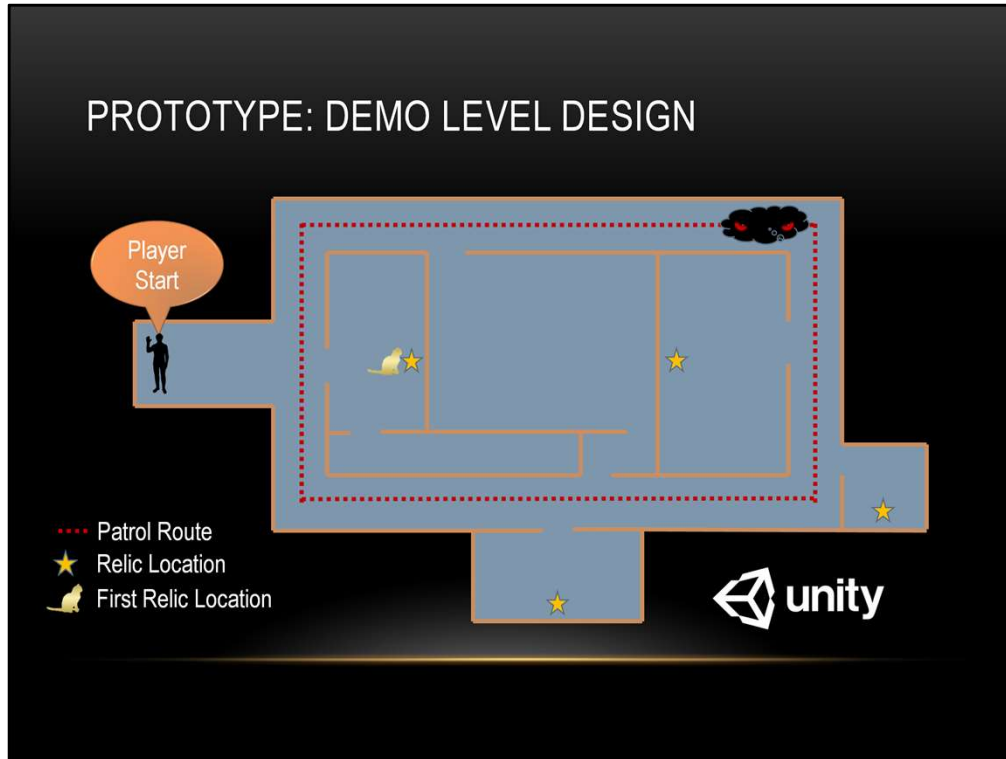 PROTOTYPE: DEMO LEVEL DESIGN
Player
Start
Patrol Route
Relic Location
First Relic Location
unity